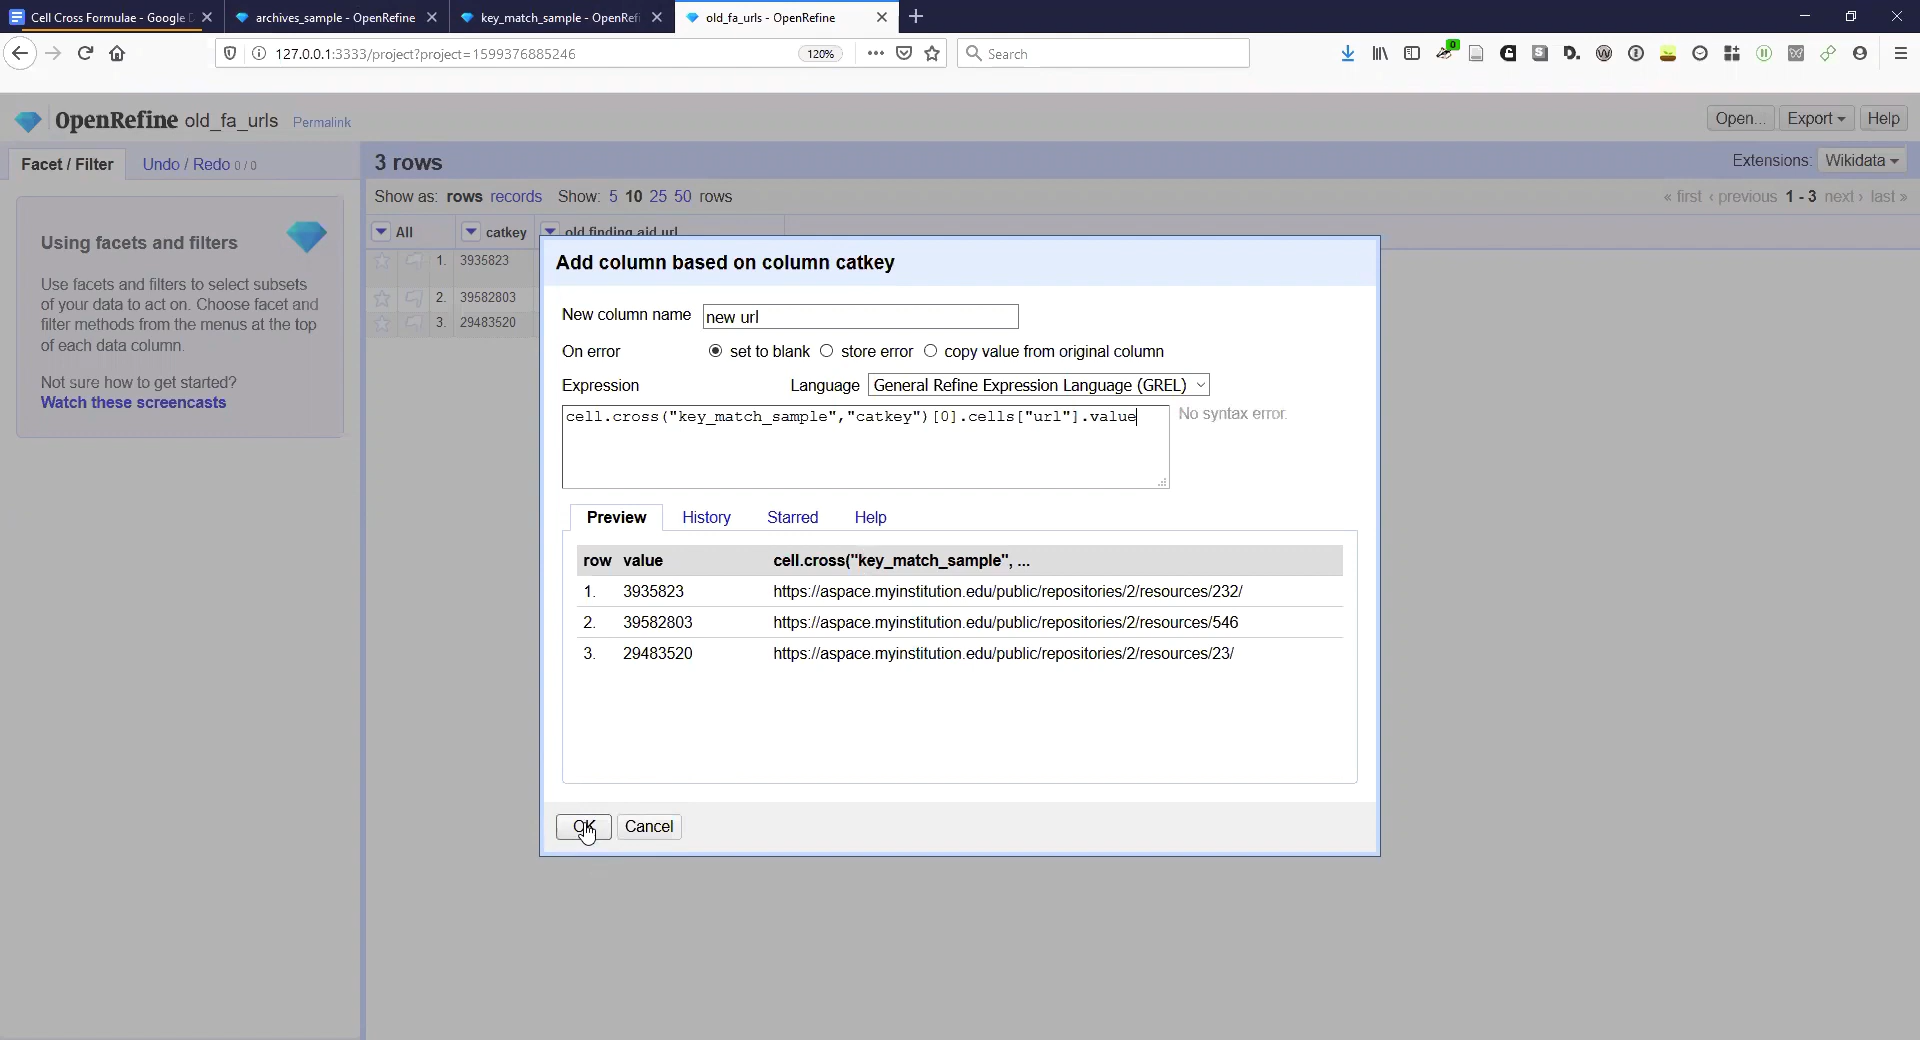 Cell Cross Formulae - Google D
archives_sample - OpenRefine
key_match_sample - OpenRefi
old_fa_urls - OpenRefine
127.0.0.1:3333/project?project=1599376885246
120%
Search
0
OpenRefine old_fa_urls Permalink
Open... Export Help
Facet / Filter Undo / Redo 0 / 0
3 rows
Extensions: Wikidata
Show as: rows records Show: 5 10 25 50 rows
« first ‹ previous 1 - 3 next › last »
All catkey old finding aid url
1. 3935823
2. 39582803
3. 29483520
Using facets and filters
Use facets and filters to select subsets
of your data to act on. Choose facet and
filter methods from the menus at the top
of each data column.
Not sure how to get started?
Watch these screencasts
Add column based on column catkey
New column name new url
On error set to blank store error copy value from original column
Expression Language General Refine Expression Language (GREL)
cell.cross("key_match_sample","catkey")[0].cells["url"].value
No syntax error.
Preview History Starred Help
row value cell.cross("key_match_sample", ...
1. 3935823 https://aspace.myinstitution.edu/public/repositories/2/resources/232/
2. 39582803 https://aspace.myinstitution.edu/public/repositories/2/resources/546
3. 29483520 https://aspace.myinstitution.edu/public/repositories/2/resources/23/
OK Cancel